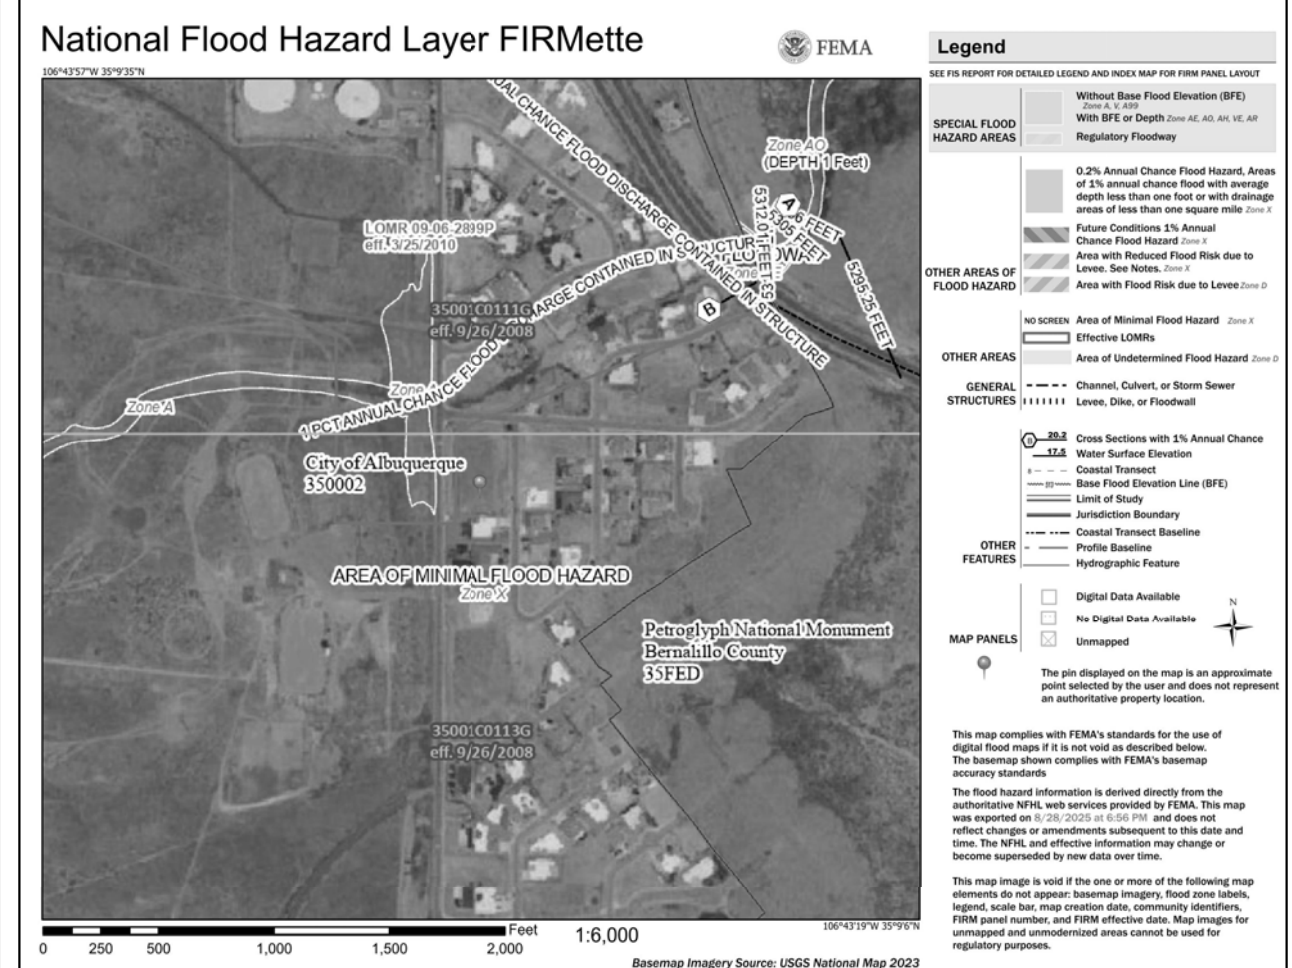 National Flood Hazard Layer FIRMette
FEMA
106°43'57"W 35°9'35"N
UAL CHANCE FLOOD DISCHARGE CONTAINED IN STRUCTURE
Zone AO
(DEPTH 1 Feet)
A
6 FEET
5305 FEET
5312.01 FEET
5295.25 FEET
LOMR 09-06-2899P
eff. 3/25/2010
B
35001C0111G
eff. 9/26/2008
Zone A
1 PCT ANNUAL CHANCE FLOOD
CONTAINED IN
City of Albuquerque
350002
AREA OF MINIMAL FLOOD HAZARD
Zone X
Petroglyph National Monument
Bernalillo County
35FED
35001C0113G
eff. 9/26/2008
106°43'19"W 35°9'6"N
Feet
1:6,000
0 250 500 1,000 1,500 2,000
Basemap Imagery Source: USGS National Map 2023
Legend
SEE FIS REPORT FOR DETAILED LEGEND AND INDEX MAP FOR FIRM PANEL LAYOUT
SPECIAL FLOOD
HAZARD AREAS
Without Base Flood Elevation (BFE)
Zone A, V, A99
With BFE or Depth Zone AE, AO, AH, VE, AR
Regulatory Floodway
0.2% Annual Chance Flood Hazard, Areas
of 1% annual chance flood with average
depth less than one foot or with drainage
areas of less than one square mile Zone X
Future Conditions 1% Annual
Chance Flood Hazard Zone X
OTHER AREAS OF
FLOOD HAZARD
Area with Reduced Flood Risk due to
Levee. See Notes. Zone X
Area with Flood Risk due to Levee Zone D
NO SCREEN Area of Minimal Flood Hazard Zone X
Effective LOMRs
OTHER AREAS
Area of Undetermined Flood Hazard Zone D
GENERAL
STRUCTURES
Channel, Culvert, or Storm Sewer
Levee, Dike, or Floodwall
B 20.2 Cross Sections with 1% Annual Chance
17.5 Water Surface Elevation
8 Coastal Transect
Base Flood Elevation Line (BFE)
Limit of Study
Jurisdiction Boundary
OTHER
FEATURES
Coastal Transect Baseline
Profile Baseline
Hydrographic Feature
MAP PANELS
Digital Data Available
No Digital Data Available
Unmapped
N
The pin displayed on the map is an approximate
point selected by the user and does not represent
an authoritative property location.
This map complies with FEMA's standards for the use of
digital flood maps if it is not void as described below.
The basemap shown complies with FEMA's basemap
accuracy standards
The flood hazard information is derived directly from the
authoritative NFHL web services provided by FEMA. This map
was exported on 8/28/2025 at 6:56 PM and does not
reflect changes or amendments subsequent to this date and
time. The NFHL and effective information may change or
become superseded by new data over time.
This map image is void if the one or more of the following map
elements do not appear: basemap imagery, flood zone labels,
legend, scale bar, map creation date, community identifiers,
FIRM panel number, and FIRM effective date. Map images for
unmapped and unmodernized areas cannot be used for
regulatory purposes.